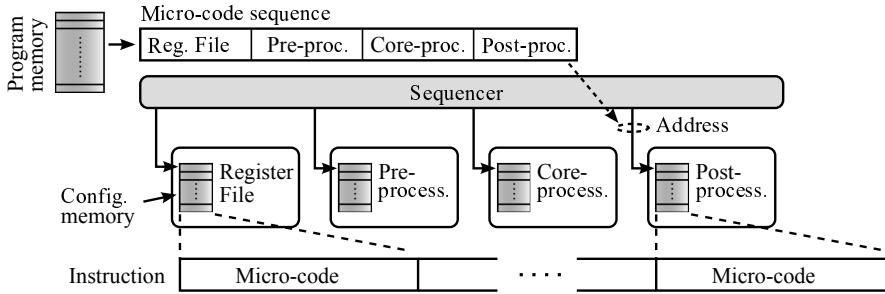 Program
memory
Micro-code sequence
Reg. File
Pre-proc.
Core-proc.
Post-proc.
Sequencer
Address
Register
File
Pre-
process.
Core-
process.
Post-
process.
Config.
memory
Instruction
Micro-code
Micro-code